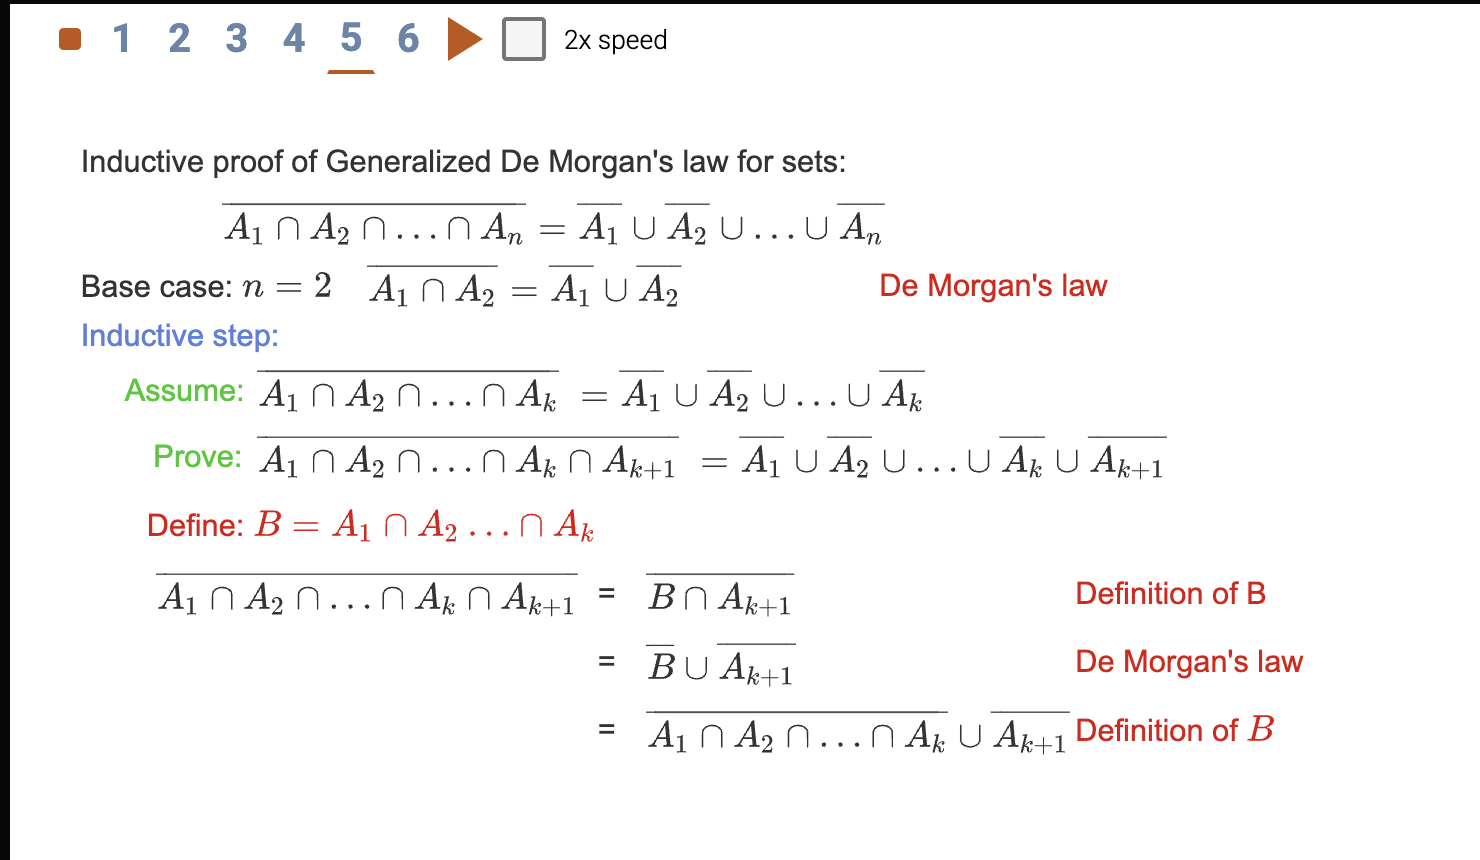 1 2 3 4 5 6 2x speed
Inductive proof of Generalized De Morgan's law for sets:
$\overline{A_1 \cap A_2 \cap \ldots \cap A_n} = \overline{A_1} \cup \overline{A_2} \cup \ldots \cup \overline{A_n}$
Base case: $n = 2$ $\overline{A_1 \cap A_2} = \overline{A_1} \cup \overline{A_2}$ De Morgan's law
Inductive step:
Assume: $\overline{A_1 \cap A_2 \cap \ldots \cap A_k} = \overline{A_1} \cup \overline{A_2} \cup \ldots \cup \overline{A_k}$
Prove: $\overline{A_1 \cap A_2 \cap \ldots \cap A_k \cap A_{k+1}} = \overline{A_1} \cup \overline{A_2} \cup \ldots \cup \overline{A_k} \cup \overline{A_{k+1}}$
Define: $B = A_1 \cap A_2 \ldots \cap A_k$
$\overline{A_1 \cap A_2 \cap \ldots \cap A_k \cap A_{k+1}} = \overline{B \cap A_{k+1}}$ Definition of B
$= \overline{B} \cup \overline{A_{k+1}}$ De Morgan's law
$= \overline{A_1 \cap A_2 \cap \ldots \cap A_k} \cup \overline{A_{k+1}}$ Definition of $B$